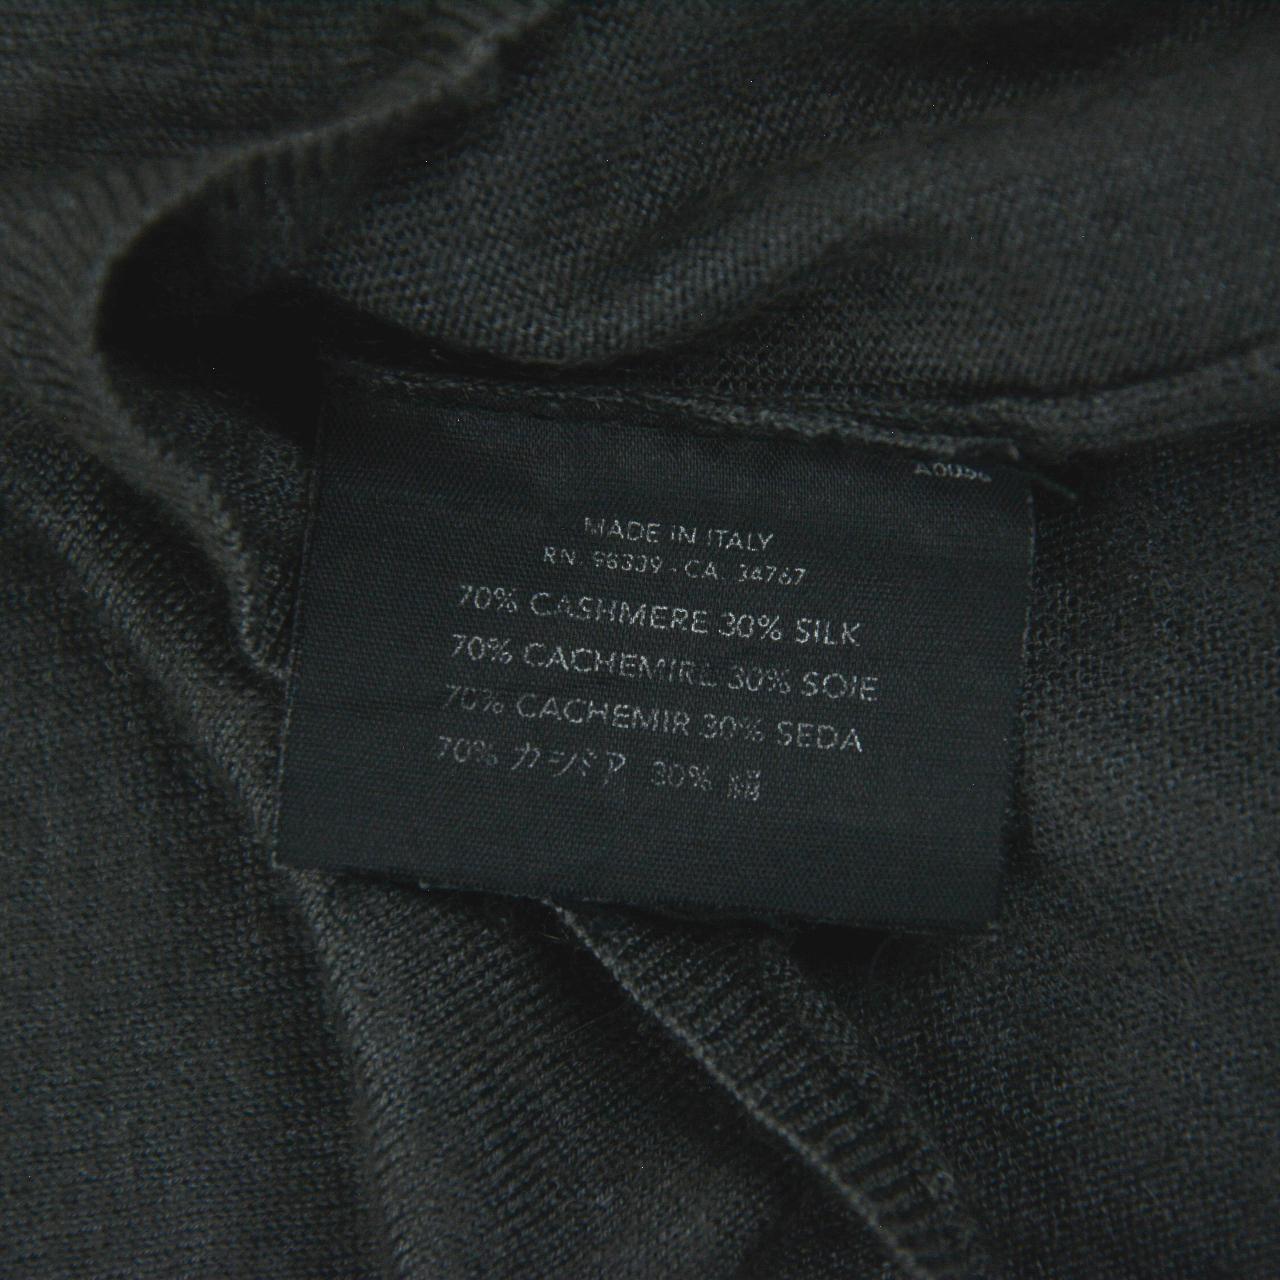 MADE IN ITALY
RN. 98339 - CA. 34767
70% CASHMERE 30% SILK
70% CACHEMIRE 30% SOIE
70% CACHEMIR 30% SEDA
70% カシミア 30% 絹